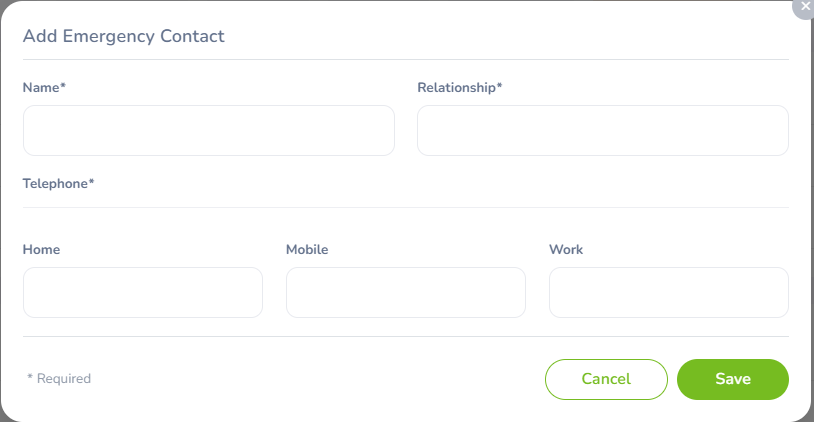 Add Emergency Contact
Name* Relationship*
Telephone*
Home Mobile Work
* Required Cancel Save